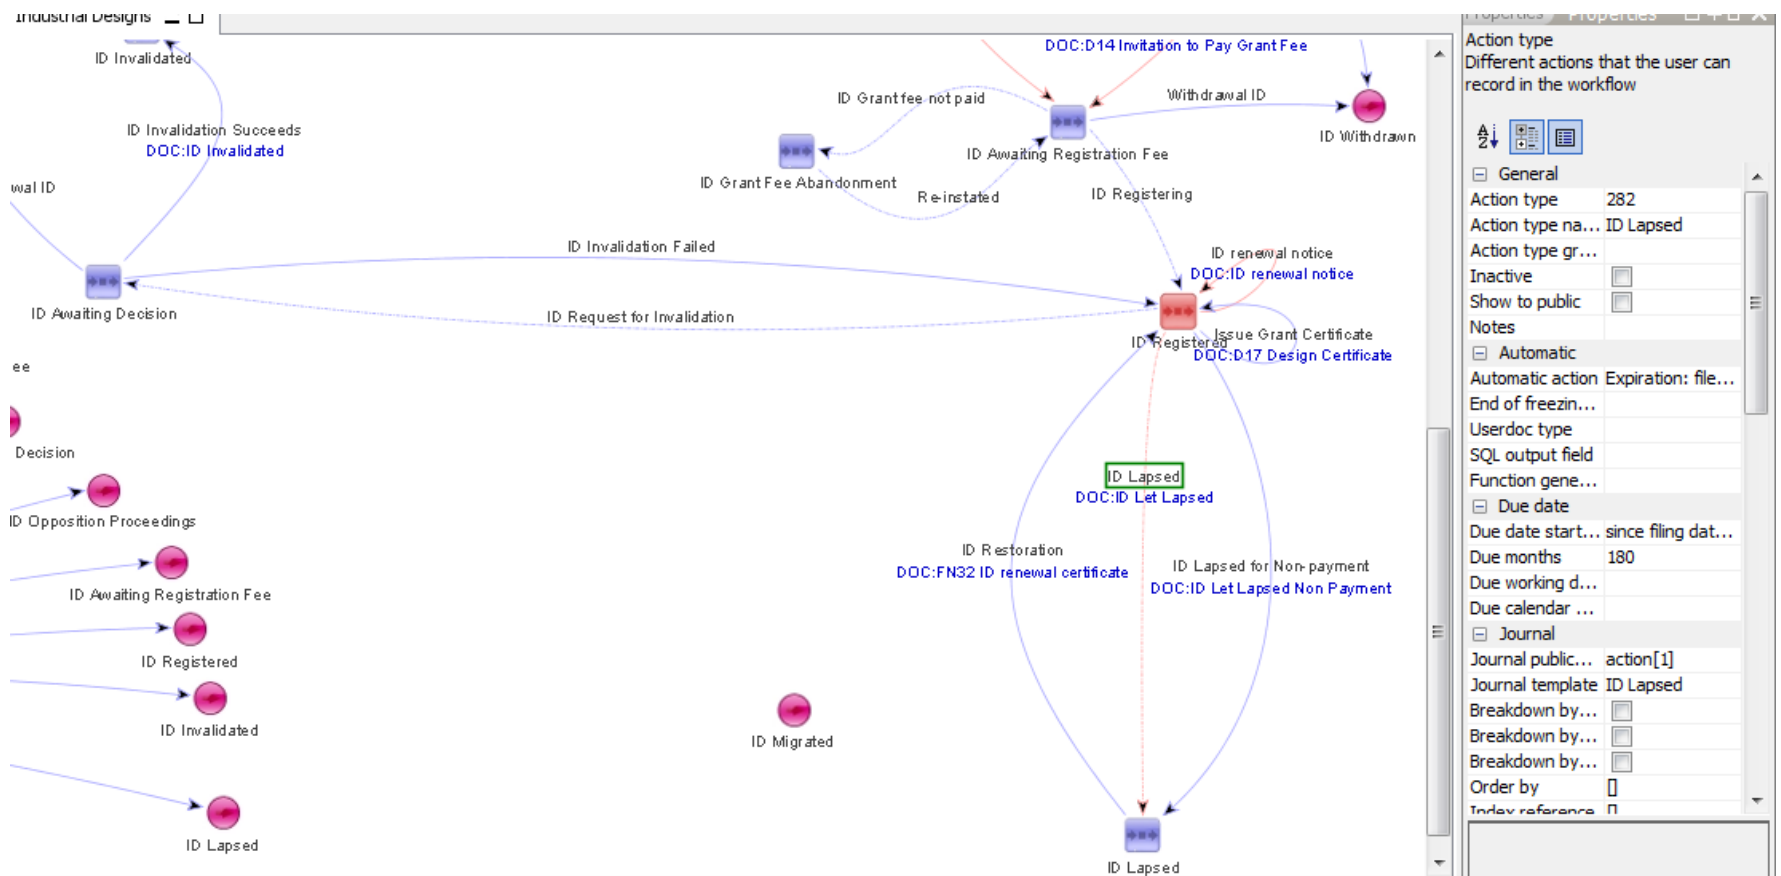 Industrial Designs
Properties Properties
ID Invalidated
DOC:D14 Invitation to Pay Grant Fee
ID Grant fee not paid
Withdrawal ID
ID Withdrawn
ID Invalidation Succeeds
DOC:ID Invalidated
ID Awaiting Registration Fee
ID Grant Fee Abandonment
Re-instated
ID Registering
wal ID
ID Invalidation Failed
ID renewal notice
DOC:ID renewal notice
ID Awaiting Decision
ID Request for Invalidation
ID Registered
Issue Grant Certificate
DOC:D17 Design Certificate
ee
Decision
ID Lapsed
DOC:ID Let Lapsed
ID Opposition Proceedings
ID Restoration
DOC:FN32 ID renewal certificate
ID Lapsed for Non-payment
DOC:ID Let Lapsed Non Payment
ID Awaiting Registration Fee
ID Registered
ID Invalidated
ID Migrated
ID Lapsed
ID Lapsed
Action type
Different actions that the user can
record in the workflow
General
Action type 282
Action type na... ID Lapsed
Action type gr...
Inactive
Show to public
Notes
Automatic
Automatic action Expiration: file...
End of freezin...
Userdoc type
SQL output field
Function gene...
Due date
Due date start... since filing dat...
Due months 180
Due working d...
Due calendar ...
Journal
Journal public... action[1]
Journal template ID Lapsed
Breakdown by...
Breakdown by...
Breakdown by...
Order by []
Index reference []